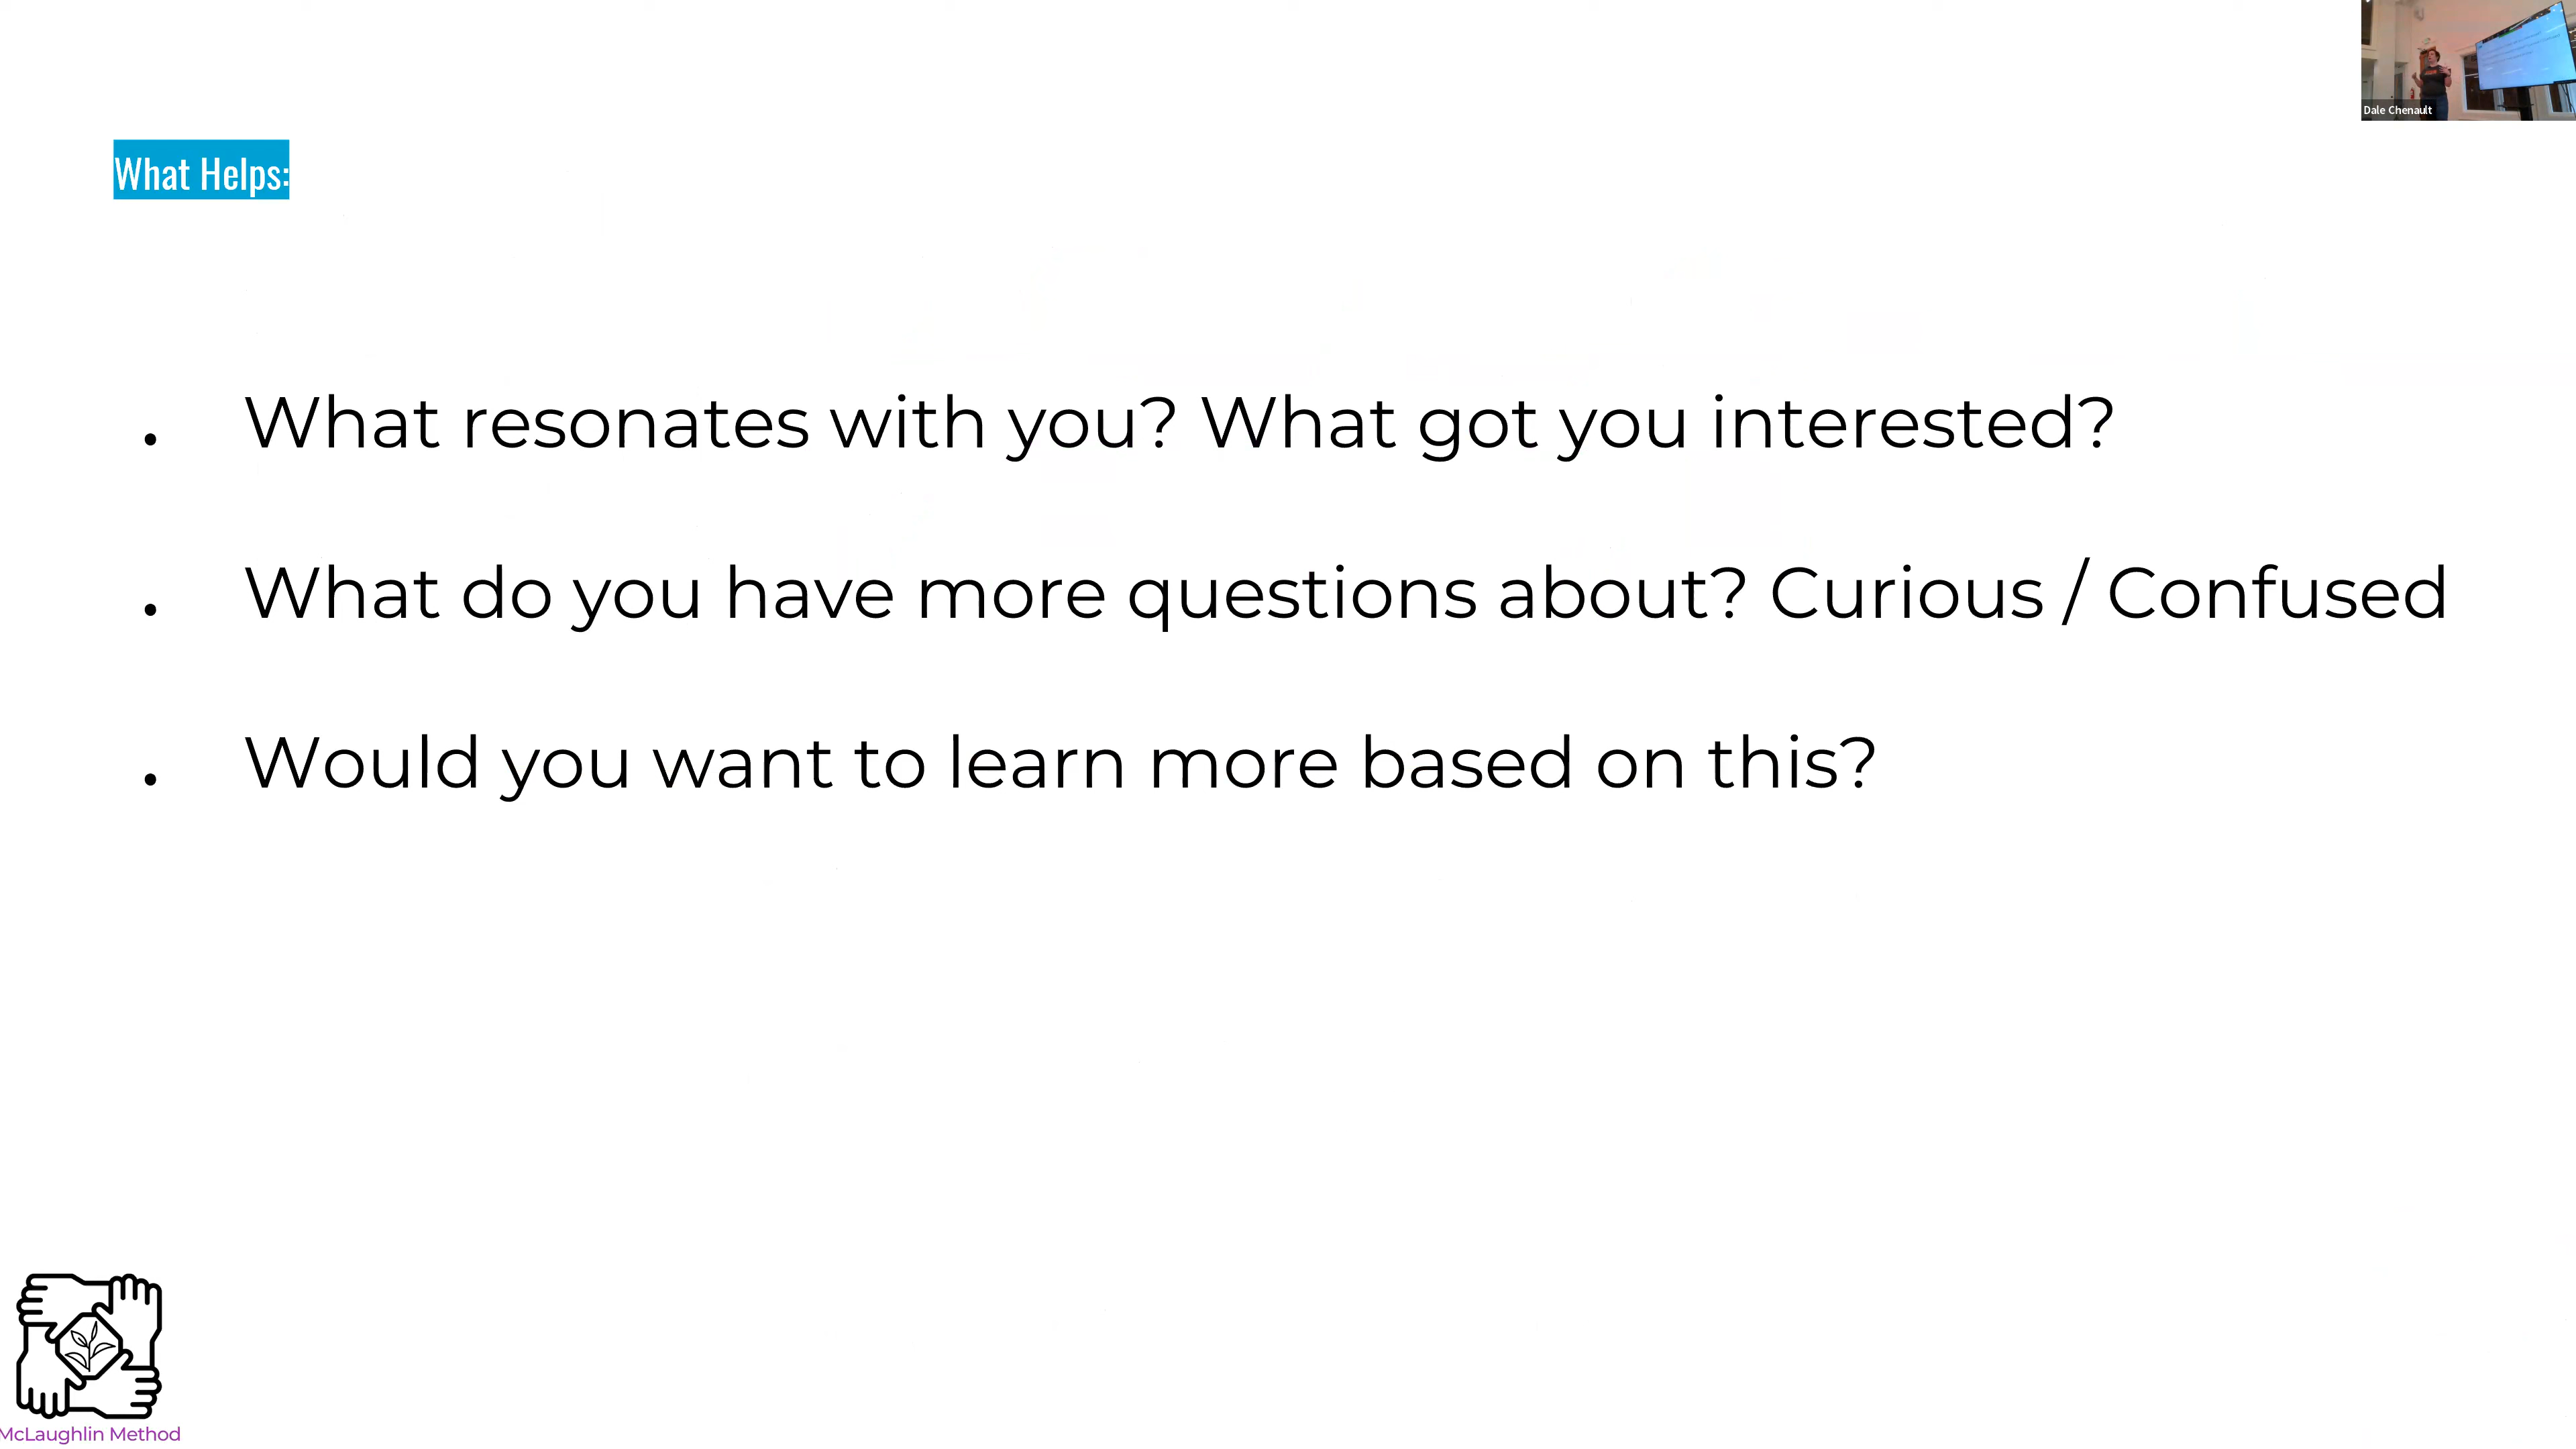 Dale Chenault
What Helps:
. What resonates with you? What got you interested?
. What do you have more questions about? Curious / Confused
. Would you want to learn more based on this?
McLaughlin Method